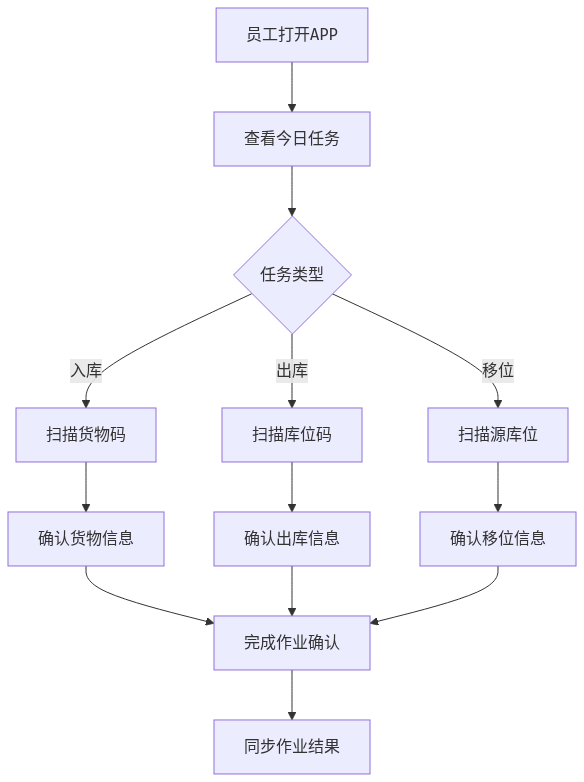 员工打开APP
查看今日任务
任务类型
入库
出库
移位
扫描货物码
扫描库位码
扫描源库位
确认货物信息
确认出库信息
确认移位信息
完成作业确认
同步作业结果